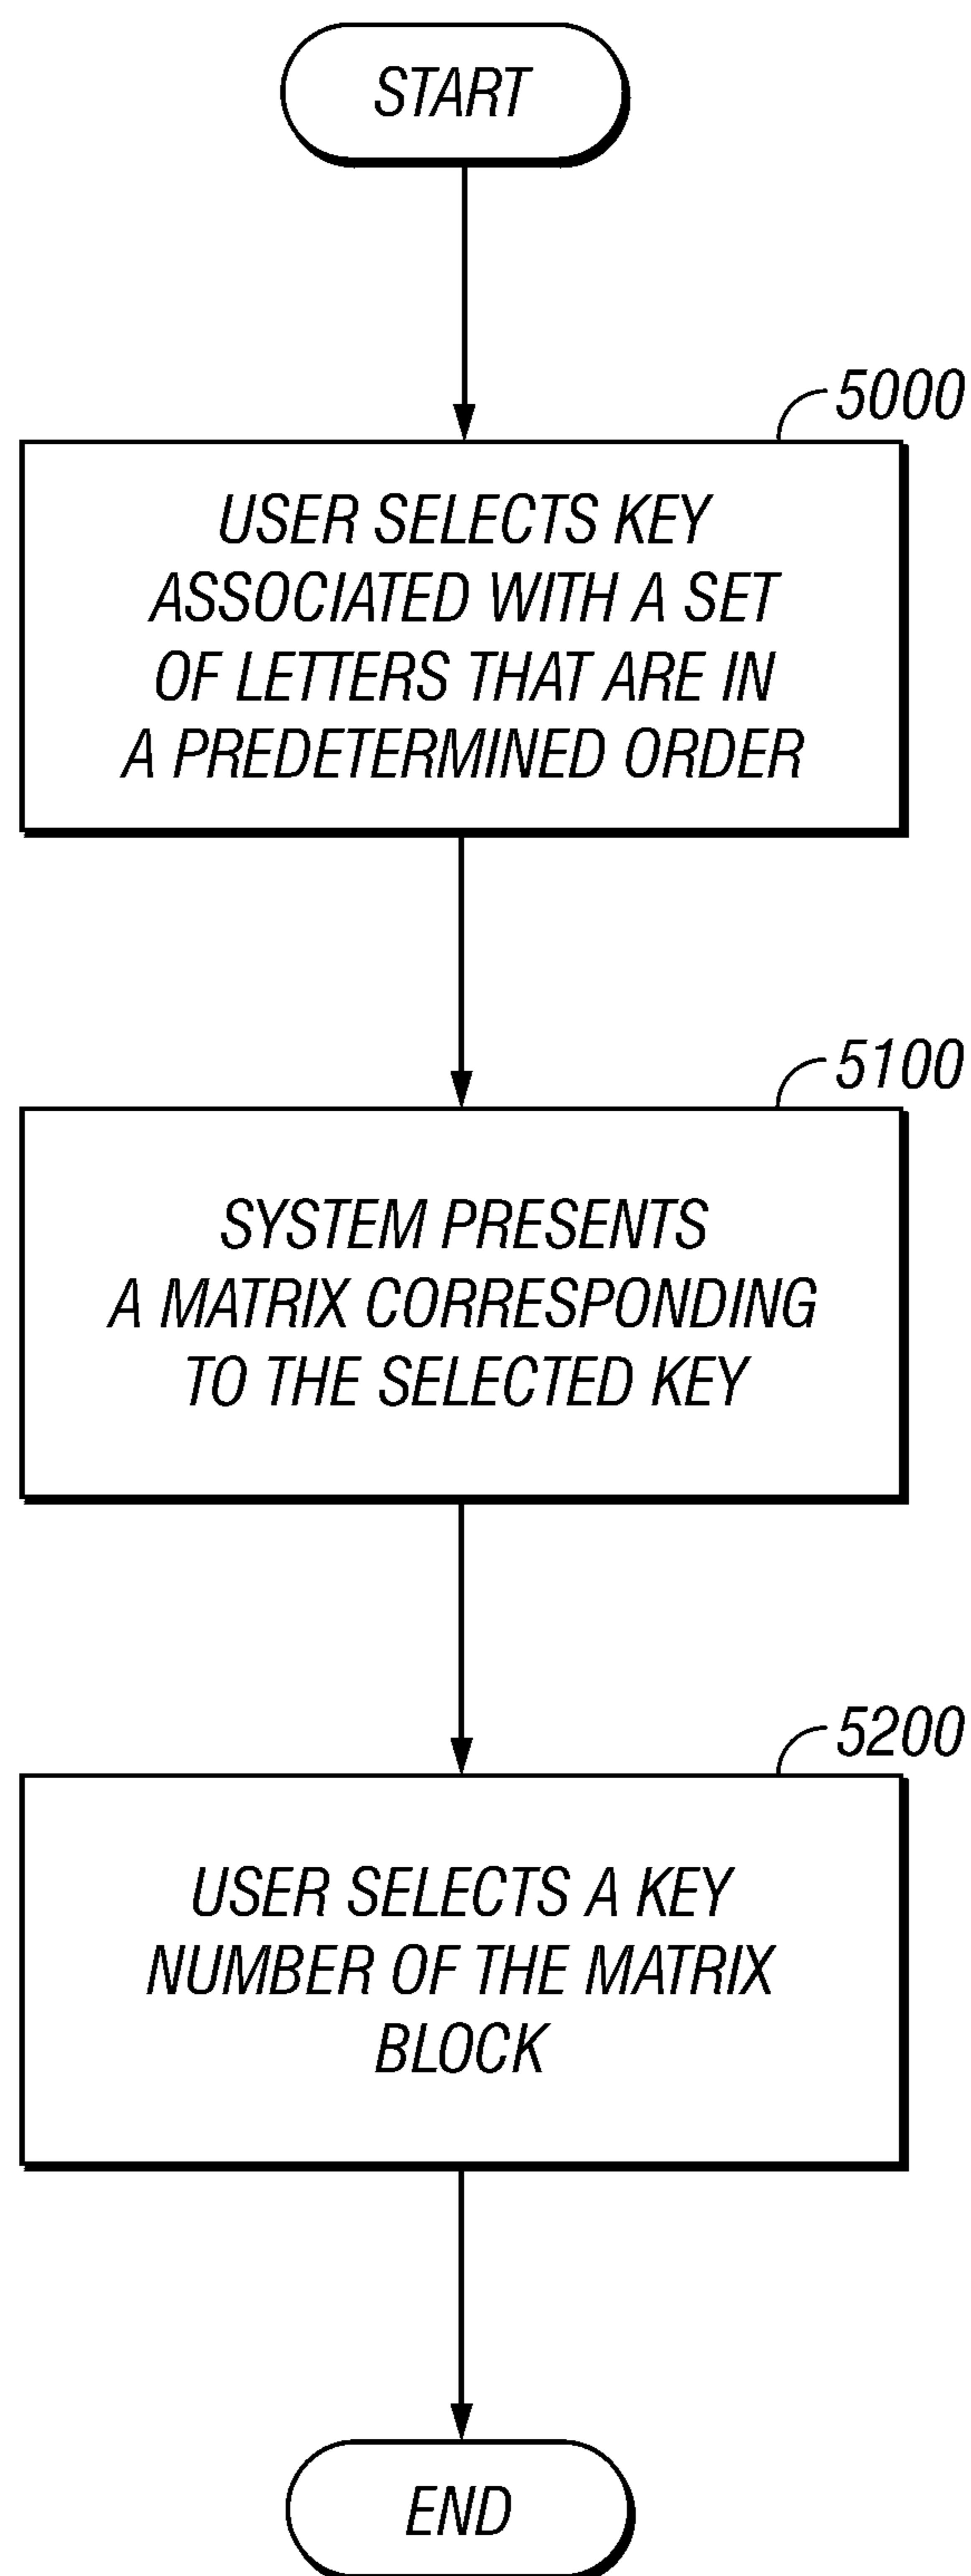 START
5000
USER SELECTS KEY
ASSOCIATED WITH A SET
OF LETTERS THAT ARE IN
A PREDETERMINED ORDER
5100
SYSTEM PRESENTS
A MATRIX CORRESPONDING
TO THE SELECTED KEY
5200
USER SELECTS A KEY
NUMBER OF THE MATRIX
BLOCK
END